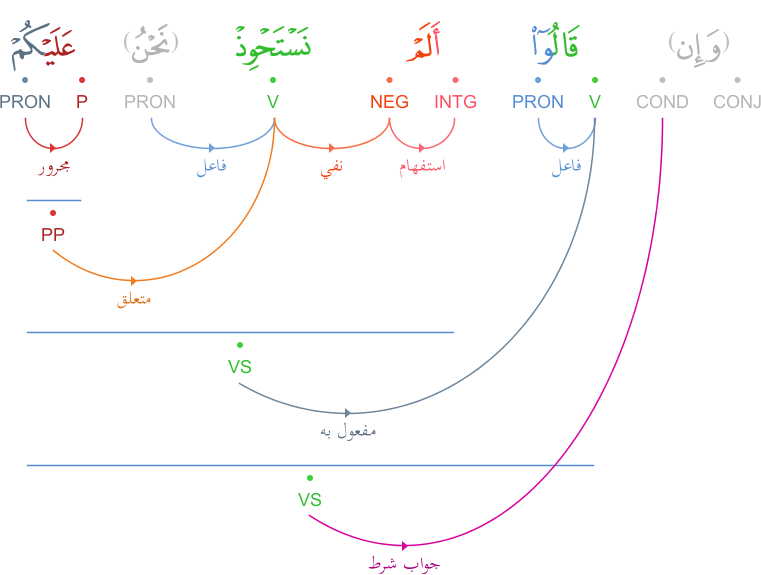 (وَإِن) قَالُوٓا۟ أَلَمْ نَسْتَحْوِذْ (نَحْنُ) عَلَيْكُمْ
CONJ COND V PRON INTG NEG V PRON P PRON
فاعل استفهام نفي فاعل مجرور
PP
متعلق
VS
مفعول به
VS
جواب شرط